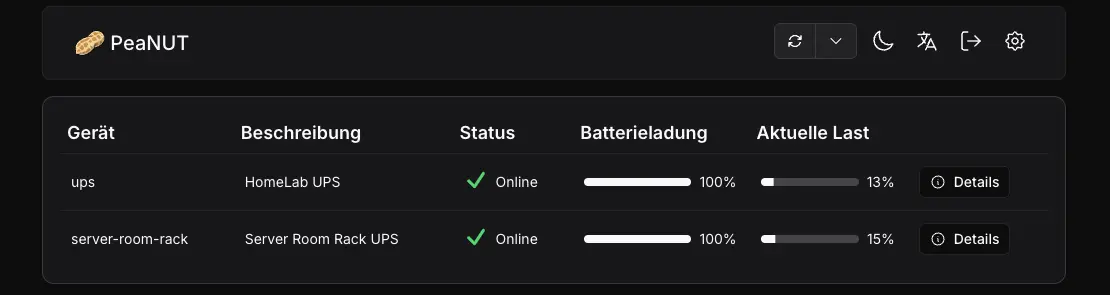 PeaNUT
Gerät Beschreibung Status Batterieladung Aktuelle Last
ups HomeLab UPS Online 100% 13% Details
server-room-rack Server Room Rack UPS Online 100% 15% Details